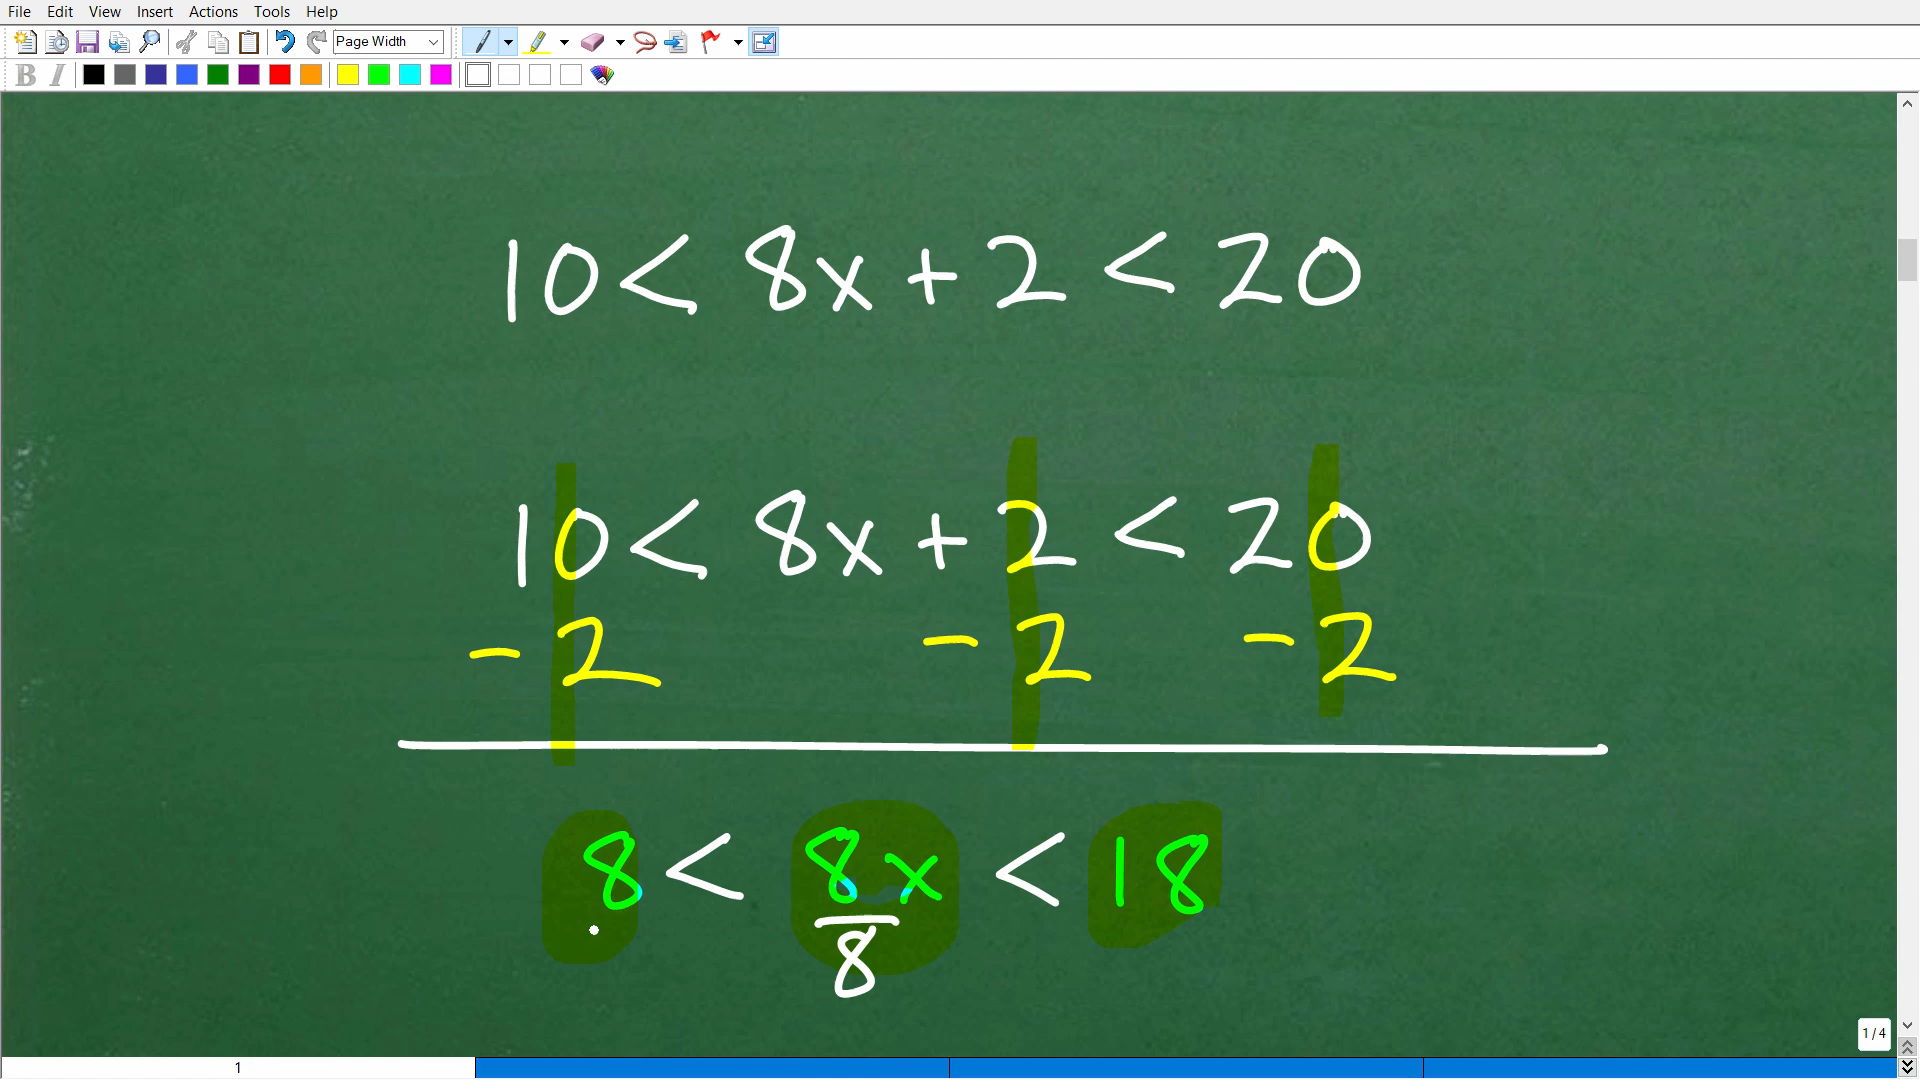 File Edit View Insert Actions Tools Help
Page Width
B I
10 < 8x + 2 < 20
10 < 8x + 2 < 20
- 2 - 2 - 2
8 < 8x < 18
8
1 / 4
1